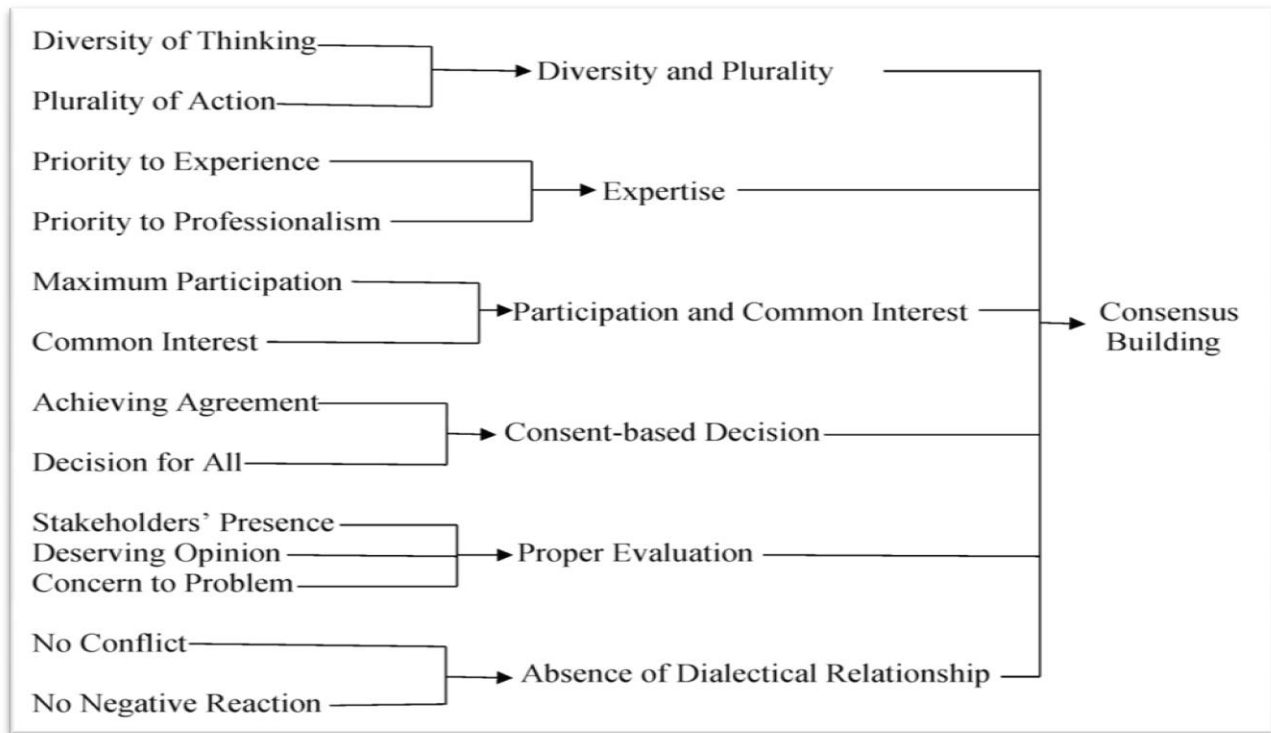 Diversity of Thinking
Diversity and Plurality
Plurality of Action
Priority to Experience
Expertise
Priority to Professionalism
Maximum Participation
Participation and Common Interest
Common Interest
Consensus
Building
Achieving Agreement
Consent-based Decision
Decision for All
Stakeholders’ Presence
Deserving Opinion
Proper Evaluation
Concern to Problem
No Conflict
Absence of Dialectical Relationship
No Negative Reaction